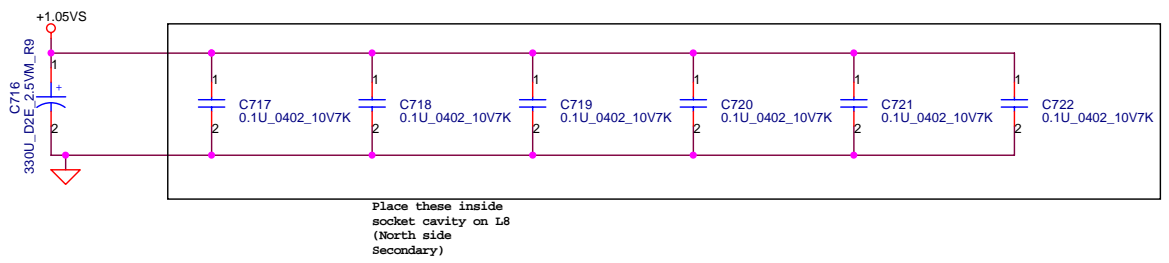 +1.05VS
1
+
2
C716
330U_D2E_2.5VM_R9
1
C717
0.1U_0402_10V7K
2
1
C718
0.1U_0402_10V7K
2
1
C719
0.1U_0402_10V7K
2
1
C720
0.1U_0402_10V7K
2
1
C721
0.1U_0402_10V7K
2
1
C722
0.1U_0402_10V7K
2
Place these inside
socket cavity on L8
(North side
Secondary)